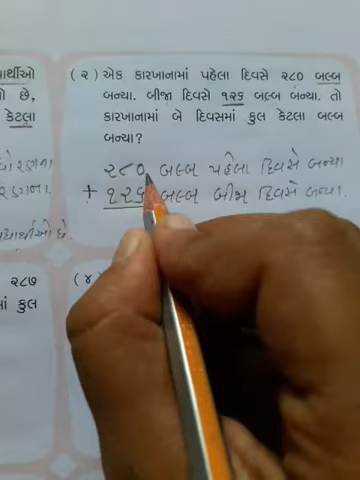 (૨) એક કારખાનામાં પહેલા દિવસે ૨૮૦ બલ્બ
બન્યા. બીજા દિવસે ૧૨૬ બલ્બ બન્યા. તો
કારખાનામાં બે દિવસમાં કુલ કેટલા બલ્બ
બન્યા?
૨૮૦ બલ્બ પહેલા દિવસે બન્યા
+ ૧૨૬ બલ્બ બીજા દિવસે બન્યા.
ાર્થીઓ
ો છે,
કેટલા
૨૮૭
માં કુલ
(૪)